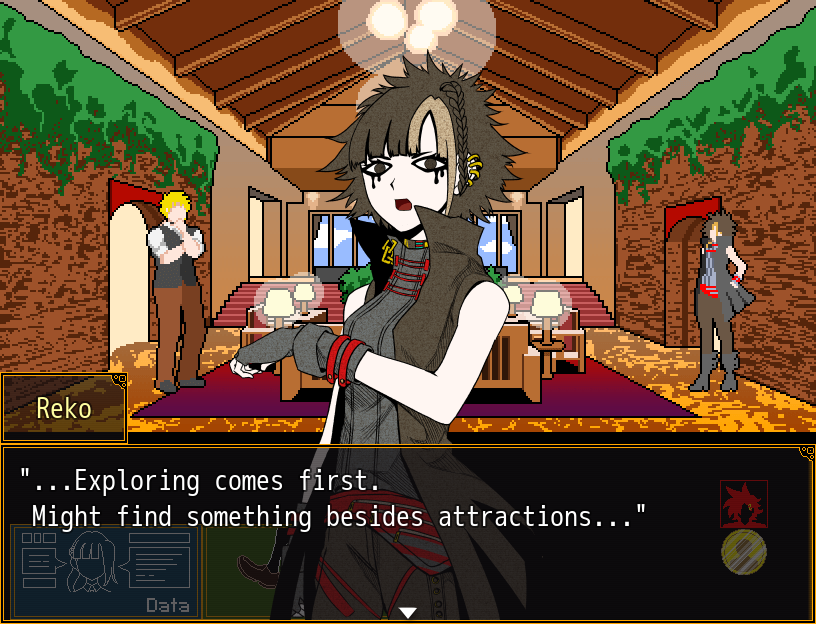 Reko
"...Exploring comes first.
Might find something besides attractions..."
Data